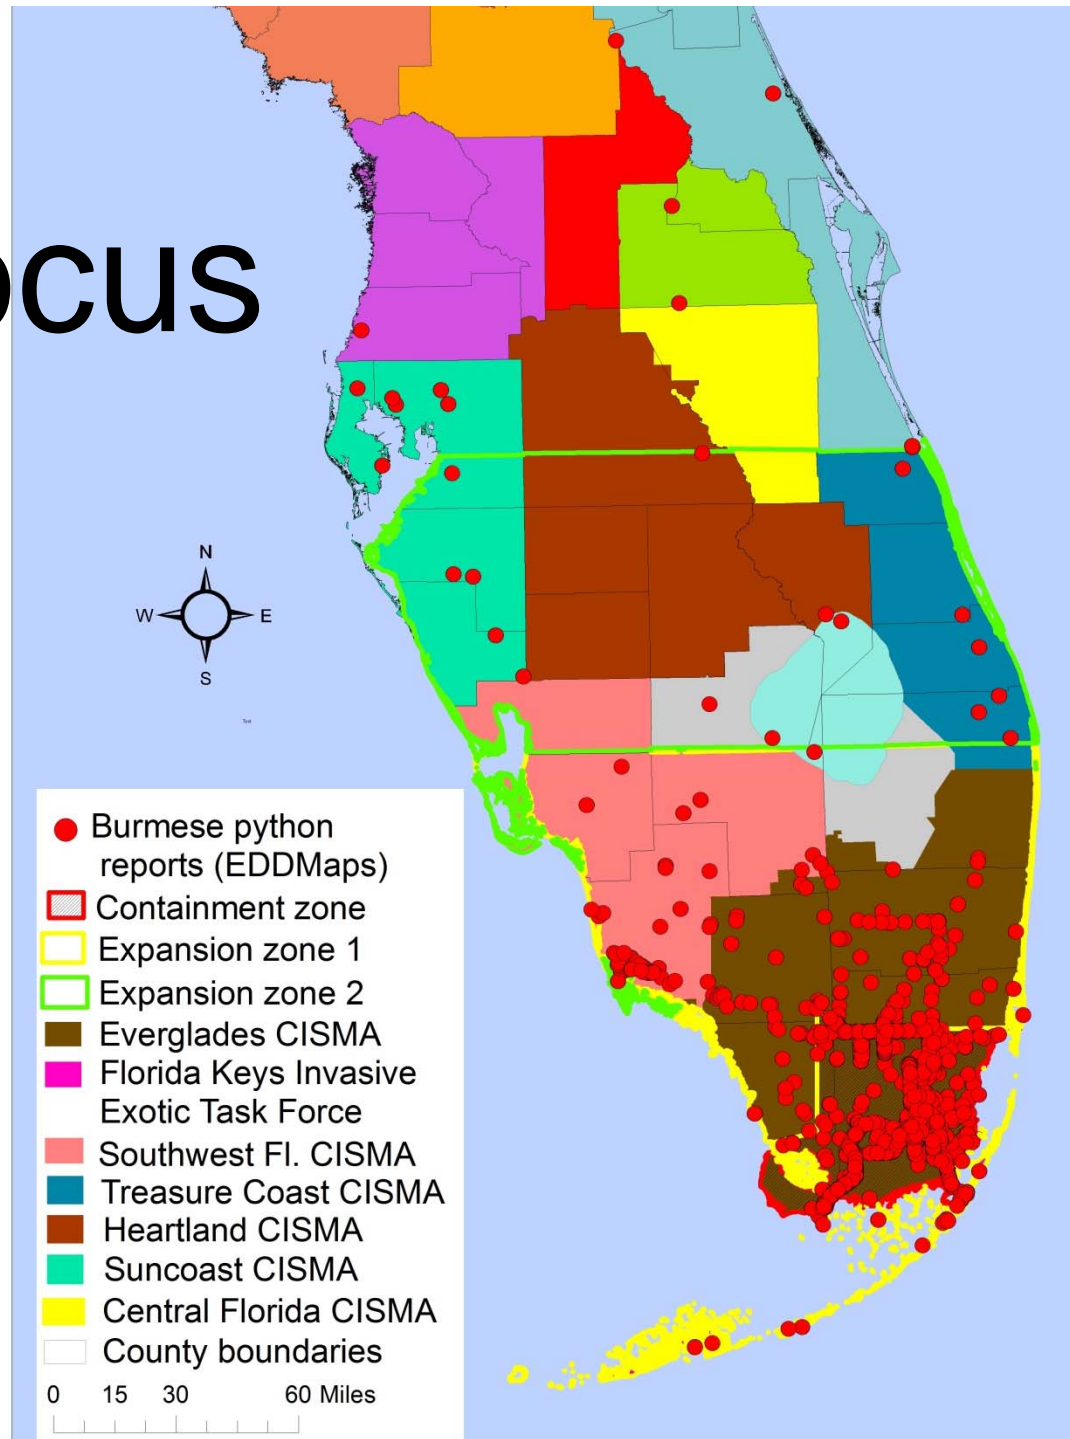 ocus
N
W
E
S
Text
Burmese python
reports (EDDMaps)
Containment zone
Expansion zone 1
Expansion zone 2
Everglades CISMA
Florida Keys Invasive
Exotic Task Force
Southwest Fl. CISMA
Treasure Coast CISMA
Heartland CISMA
Suncoast CISMA
Central Florida CISMA
County boundaries
0 15 30 60 Miles